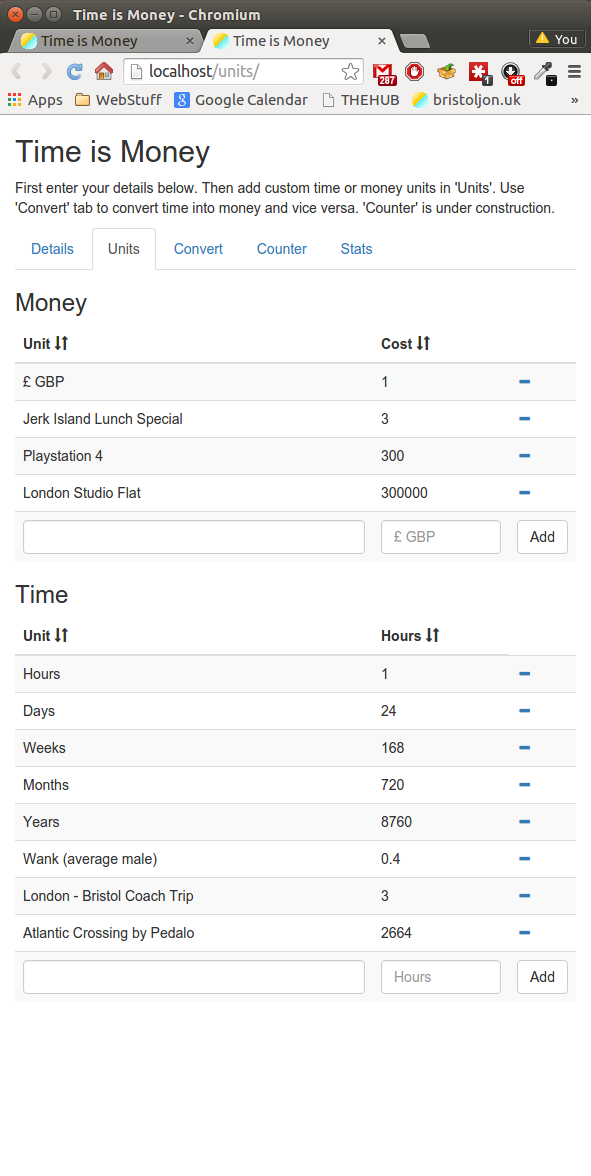 Time is Money - Chromium
Time is Money
Time is Money
You
localhost/units/
287
1
off
Apps
WebStuff
8 Google Calendar
THEHUB
bristoljon.uk
»
Time is Money
First enter your details below. Then add custom time or money units in 'Units'. Use
'Convert' tab to convert time into money and vice versa. 'Counter' is under construction.
Details Units Convert Counter Stats
Money
Unit Cost
£ GBP 1
Jerk Island Lunch Special 3
Playstation 4 300
London Studio Flat 300000
£ GBP Add
Time
Unit Hours
Hours 1
Days 24
Weeks 168
Months 720
Years 8760
Wank (average male) 0.4
London - Bristol Coach Trip 3
Atlantic Crossing by Pedalo 2664
Hours Add